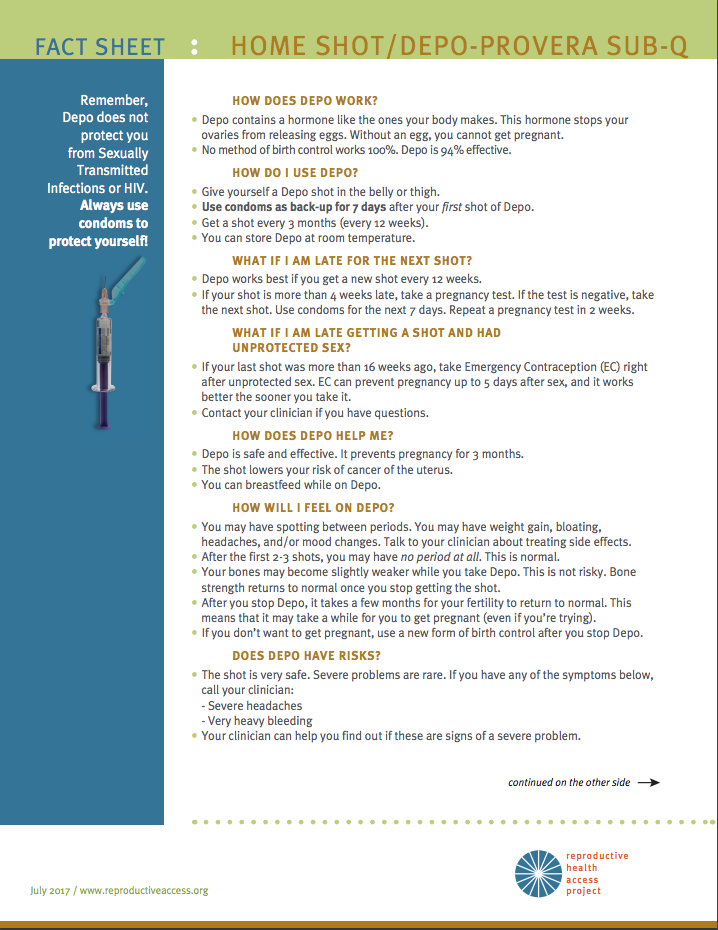 FACT SHEET : HOME SHOT/DEPO-PROVERA SUB-Q
Remember,
Depo does not
protect you
from Sexually
Transmitted
Infections or HIV.
Always use
condoms to
protect yourself!
HOW DOES DEPO WORK?
• Depo contains a hormone like the ones your body makes. This hormone stops your
ovaries from releasing eggs. Without an egg, you cannot get pregnant.
• No method of birth control works 100%. Depo is 94% effective.
HOW DO I USE DEPO?
• Give yourself a Depo shot in the belly or thigh.
• Use condoms as back-up for 7 days after your first shot of Depo.
• Get a shot every 3 months (every 12 weeks).
• You can store Depo at room temperature.
WHAT IF I AM LATE FOR THE NEXT SHOT?
• Depo works best if you get a new shot every 12 weeks.
• If your shot is more than 4 weeks late, take a pregnancy test. If the test is negative, take
the next shot. Use condoms for the next 7 days. Repeat a pregnancy test in 2 weeks.
WHAT IF I AM LATE GETTING A SHOT AND HAD
UNPROTECTED SEX?
• If your last shot was more than 16 weeks ago, take Emergency Contraception (EC) right
after unprotected sex. EC can prevent pregnancy up to 5 days after sex, and it works
better the sooner you take it.
• Contact your clinician if you have questions.
HOW DOES DEPO HELP ME?
• Depo is safe and effective. It prevents pregnancy for 3 months.
• The shot lowers your risk of cancer of the uterus.
• You can breastfeed while on Depo.
HOW WILL I FEEL ON DEPO?
• You may have spotting between periods. You may have weight gain, bloating,
headaches, and/or mood changes. Talk to your clinician about treating side effects.
• After the first 2-3 shots, you may have no period at all. This is normal.
• Your bones may become slightly weaker while you take Depo. This is not risky. Bone
strength returns to normal once you stop getting the shot.
• After you stop Depo, it takes a few months for your fertility to return to normal. This
means that it may take a while for you to get pregnant (even if you're trying).
• If you don't want to get pregnant, use a new form of birth control after you stop Depo.
DOES DEPO HAVE RISKS?
• The shot is very safe. Severe problems are rare. If you have any of the symptoms below,
call your clinician:
- Severe headaches
- Very heavy bleeding
• Your clinician can help you find out if these are signs of a severe problem.
continued on the other side
July 2017 / www.reproductiveaccess.org
reproductive
health
access
project